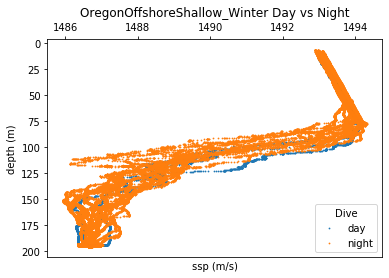 OregonOffshoreShallow_Winter Day vs Night
1486 1488 1490 1492 1494
0
25
50
75
100
125
150
175
200
depth (m)
ssp (m/s)
Dive
day
night